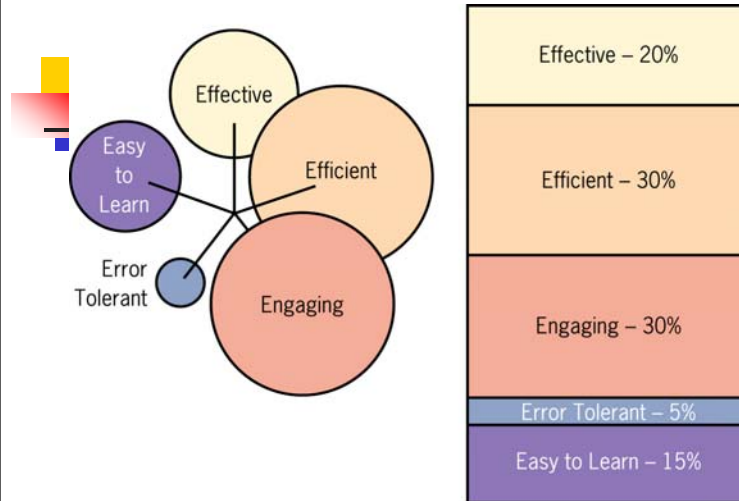 Effective
Efficient
Easy
to
Learn
Error
Tolerant
Engaging
Effective – 20%
Efficient – 30%
Engaging – 30%
Error Tolerant – 5%
Easy to Learn – 15%